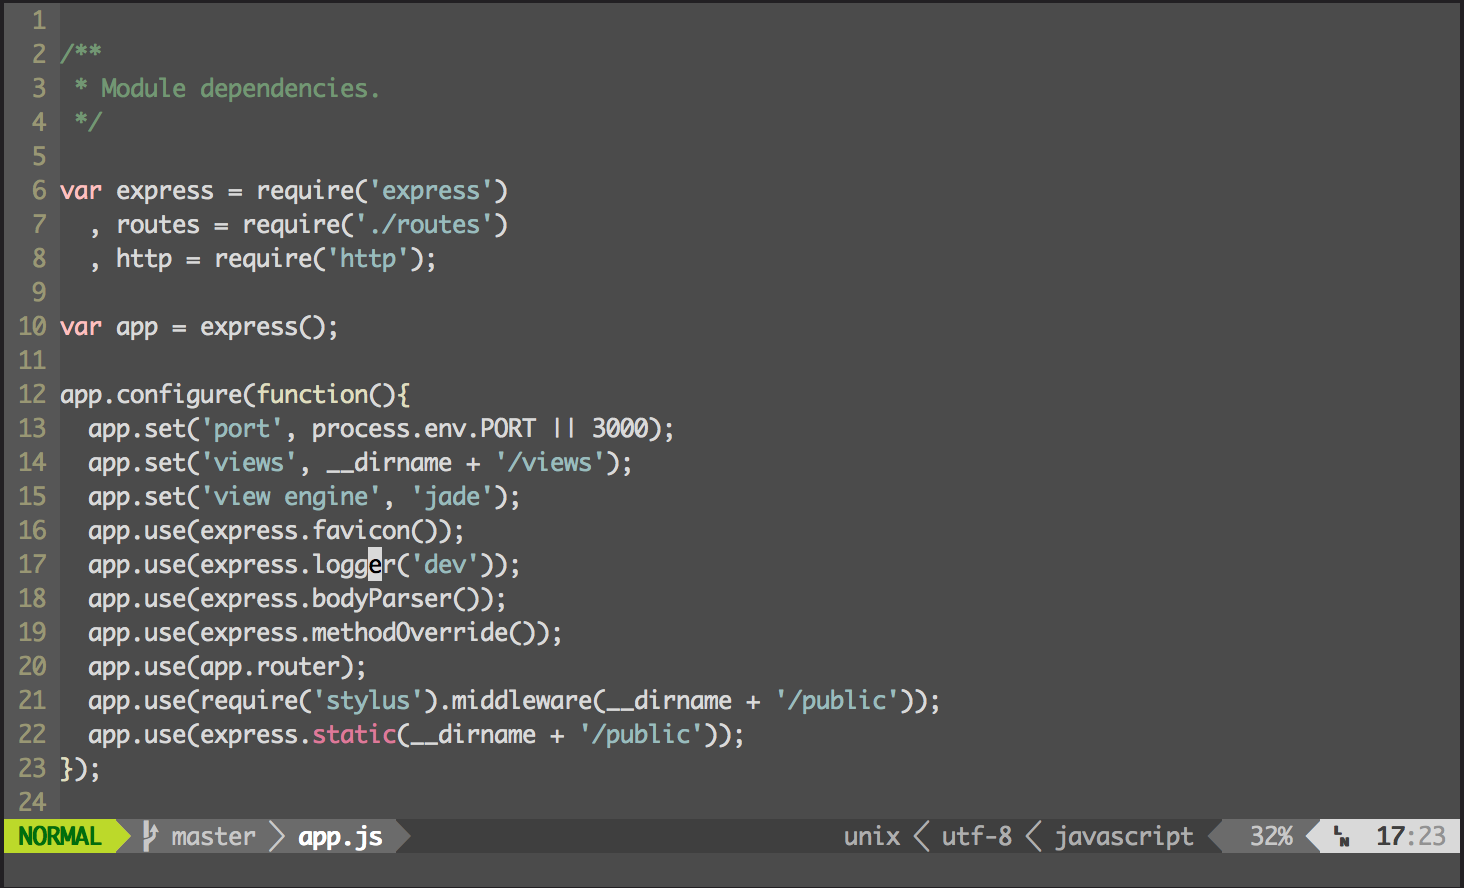 1
2 /**
3  * Module dependencies.
4  */
5
6 var express = require('express')
7   , routes = require('./routes')
8   , http = require('http');
9
10 var app = express();
11
12 app.configure(function(){
13   app.set('port', process.env.PORT || 3000);
14   app.set('views', __dirname + '/views');
15   app.set('view engine', 'jade');
16   app.use(express.favicon());
17   app.use(express.logger('dev'));
18   app.use(express.bodyParser());
19   app.use(express.methodOverride());
20   app.use(app.router);
21   app.use(require('stylus').middleware(__dirname + '/public'));
22   app.use(express.static(__dirname + '/public'));
23 });
24
NORMAL master app.js unix utf-8 javascript 32% LN 17:23